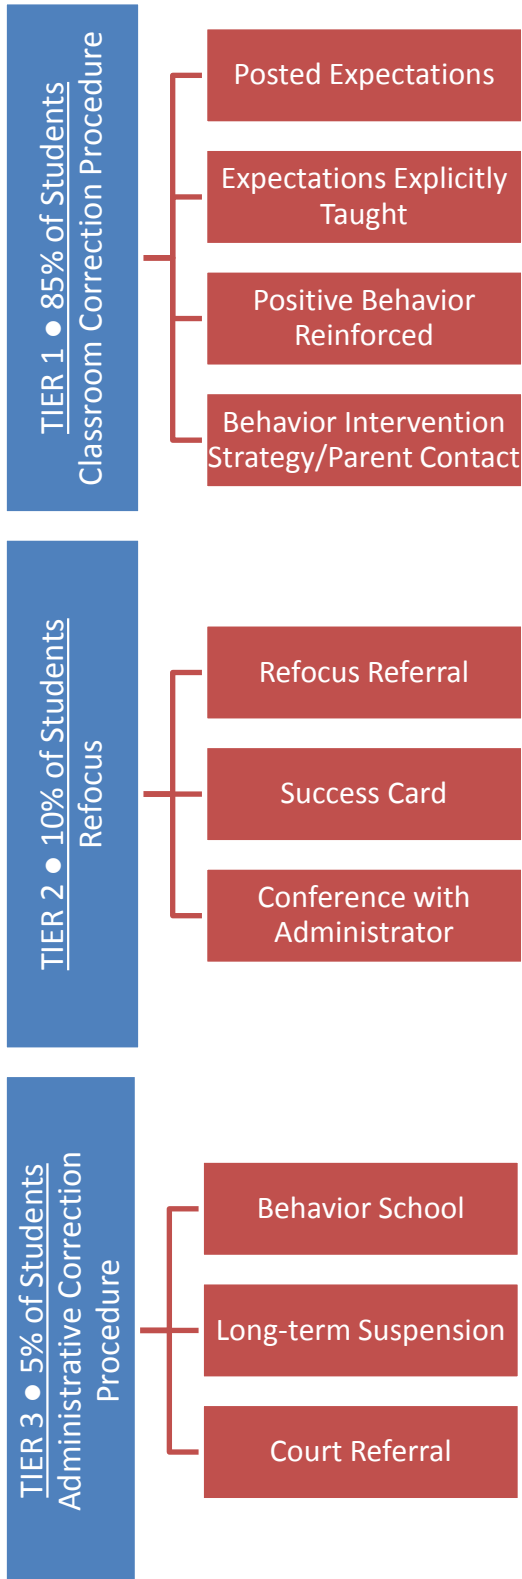 TIER 1 ● 85% of Students
Classroom Correction Procedure
Posted Expectations
Expectations Explicitly
Taught
Positive Behavior
Reinforced
Behavior Intervention
Strategy/Parent Contact
TIER 2 ● 10% of Students
Refocus
Refocus Referral
Success Card
Conference with
Administrator
TIER 3 ● 5% of Students
Administrative Correction
Procedure
Behavior School
Long-term Suspension
Court Referral